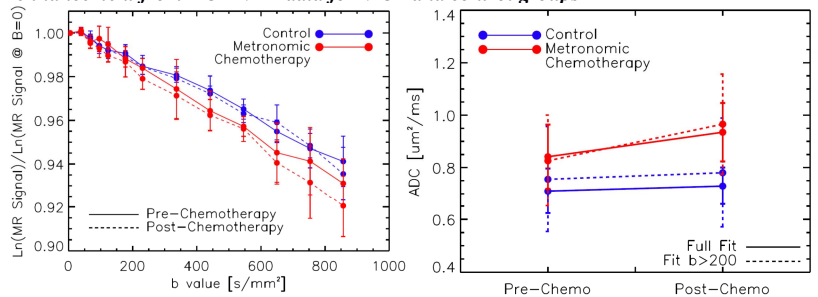 Ln(MR Signal)/Ln(MR Signal @ B=0)
1.00
0.98
0.96
0.94
0.92
0.90
Control
Metronomic
Chemotherapy
Pre-Chemotherapy
Post-Chemotherapy
0 200 400 600 800 1000
b value [s/mm²]
ADC [um²/ms]
1.4
1.2
1.0
0.8
0.6
0.4
Control
Metronomic
Chemotherapy
Full Fit
Fit b>200
Pre-Chemo Post-Chemo